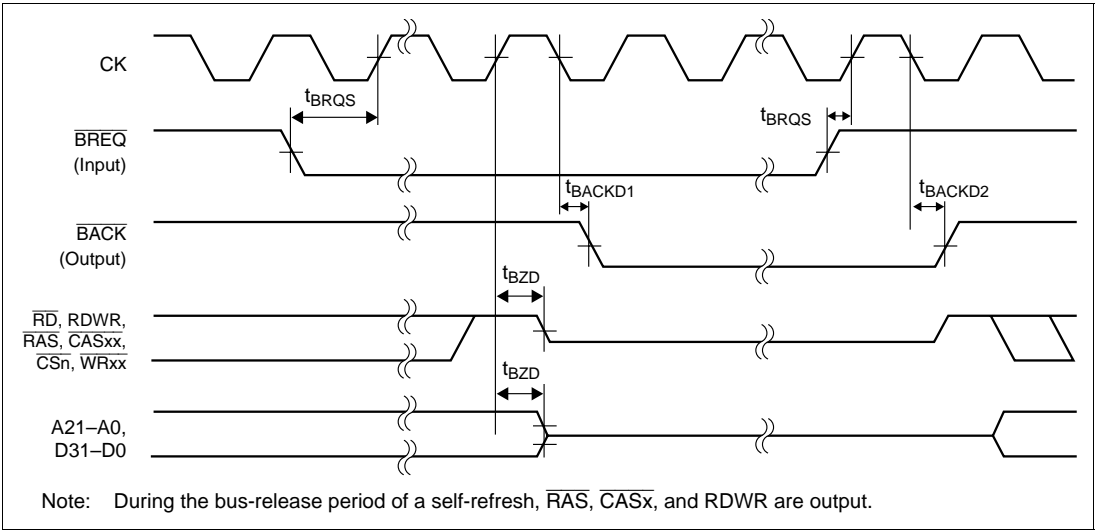 CK
tBRQS
tBRQS
BREQ
(Input)
tBACKD1
tBACKD2
BACK
(Output)
tBZD
RD, RDWR,
RAS, CASxx,
CSn, WRxx
tBZD
A21–A0,
D31–D0
Note: During the bus-release period of a self-refresh, RAS, CASx, and RDWR are output.